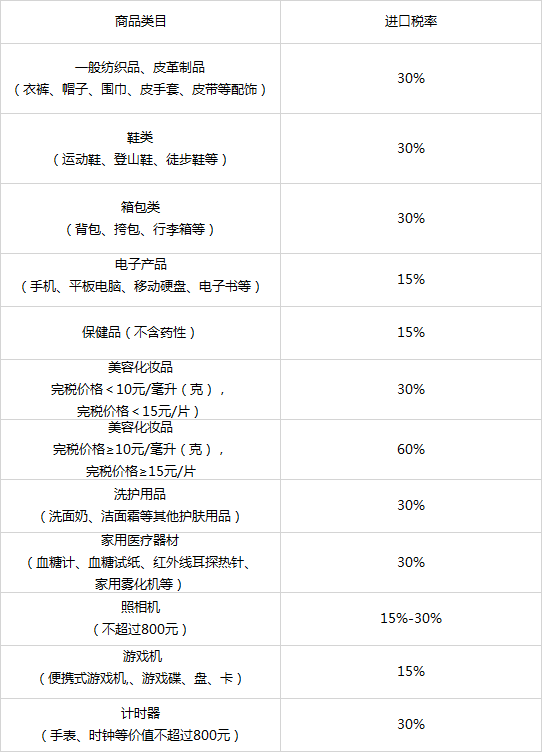 商品类目 进口税率
一般纺织品、皮革制品
（衣裤、帽子、围巾、皮手套、皮带等配饰）
30%
鞋类
（运动鞋、登山鞋、徒步鞋等）
30%
箱包类
（背包、挎包、行李箱等）
30%
电子产品
（手机、平板电脑、移动硬盘、电子书等）
15%
保健品（不含药性） 15%
美容化妆品
完税价格＜10元/毫升（克），
完税价格＜15元/片）
30%
美容化妆品
完税价格≥10元/毫升（克），
完税价格≥15元/片
60%
洗护用品
（洗面奶、洁面霜等其他护肤用品）
30%
家用医疗器材
（血糖计、血糖试纸、红外线耳探热针、
家用雾化机等）
30%
照相机
（不超过800元）
15%-30%
游戏机
（便携式游戏机,、游戏碟、盘、卡）
15%
计时器
（手表、时钟等价值不超过800元）
30%